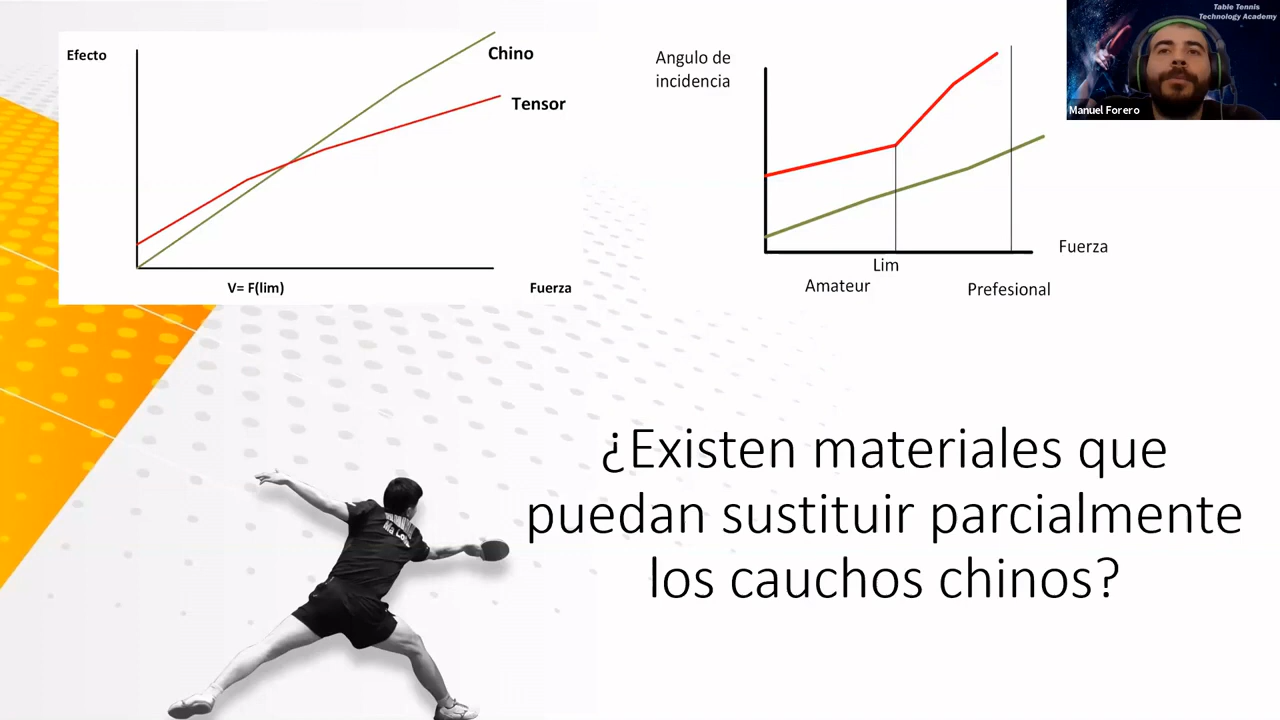 Efecto
Chino
Tensor
V= F(lim)
Fuerza
Angulo de
incidencia
Fuerza
Lim
Amateur
Prefesional
Table Tennis
Technology Academy
Manuel Forero
¿Existen materiales que
puedan sustituir parcialmente
los cauchos chinos?